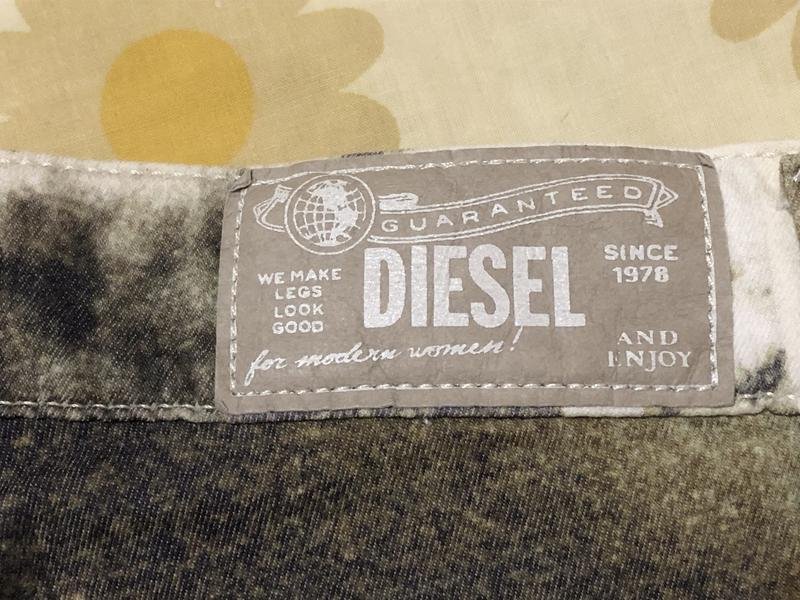 GUARANTEED
WE MAKE
LEGS
LOOK
GOOD
DIESEL
SINCE
1978
for modern women!
AND
ENJOY